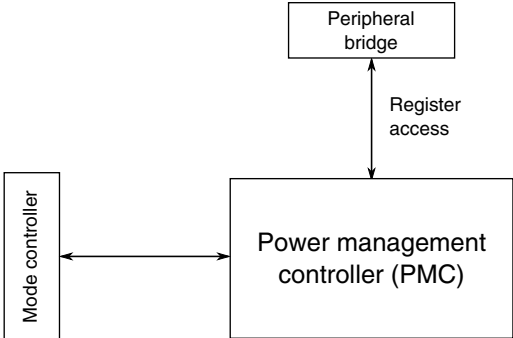 Peripheral
bridge
Register
access
Mode controller
Power management
controller (PMC)